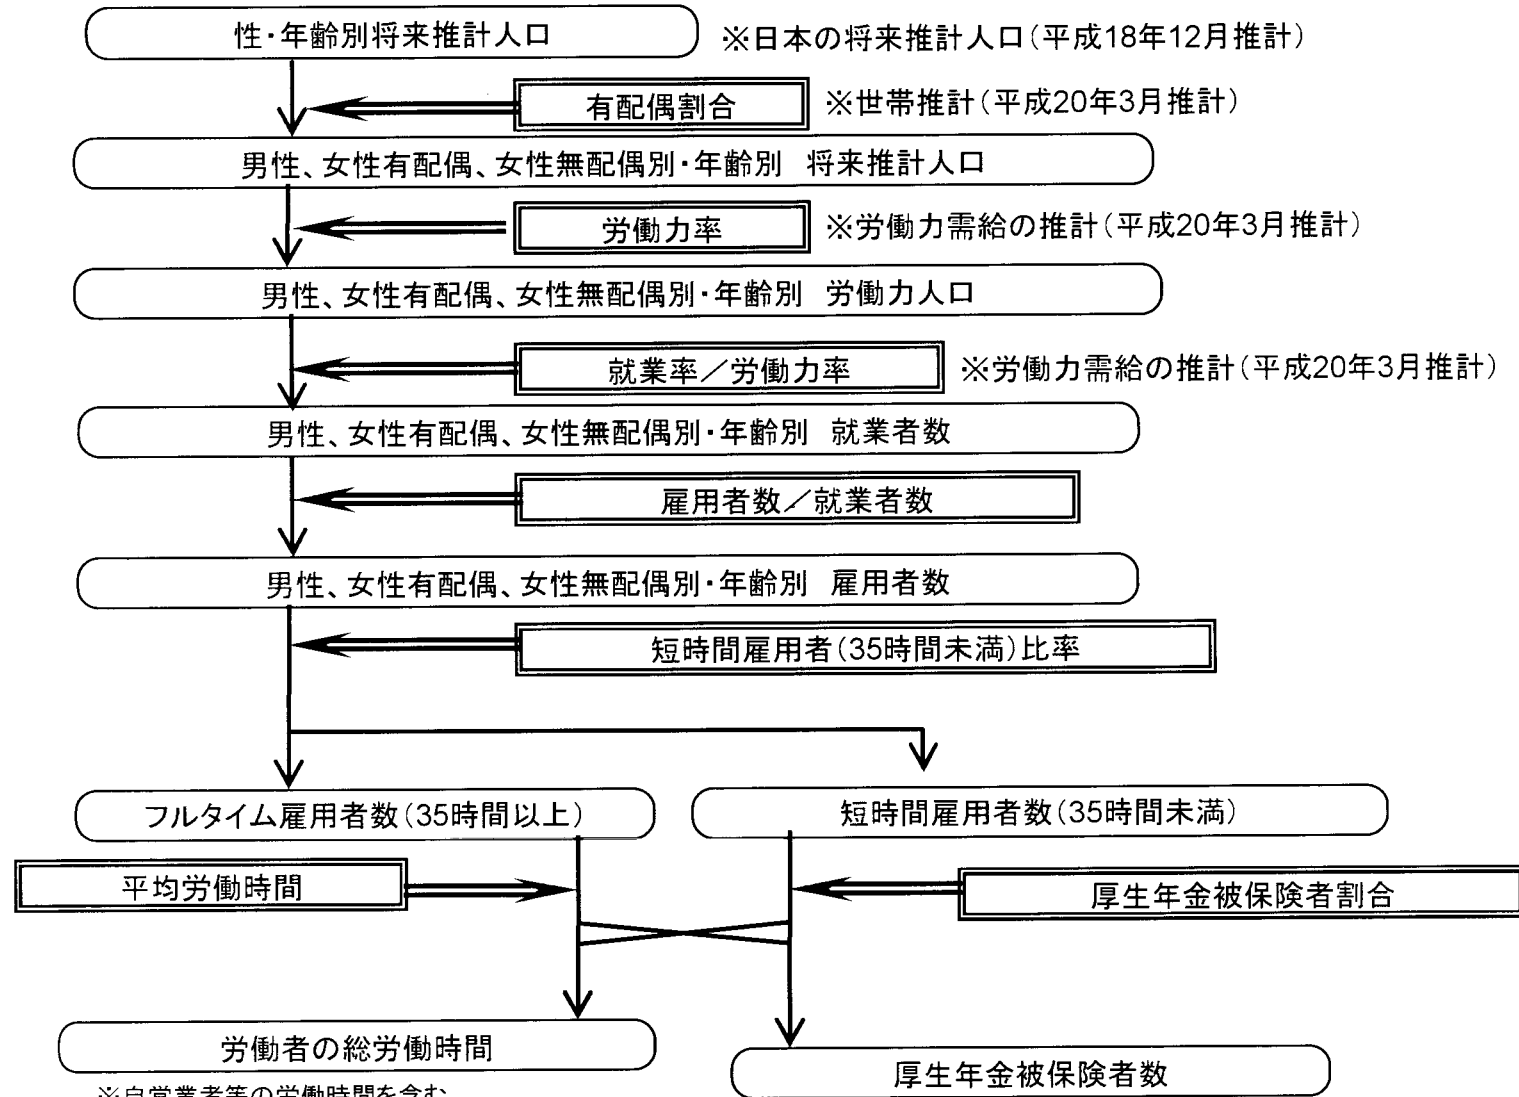 性・年齢別将来推計人口
※日本の将来推計人口(平成18年12月推計)
有配偶割合
※世帯推計(平成20年3月推計)
男性、女性有配偶、女性無配偶別・年齢別 将来推計人口
労働力率
※労働力需給の推計(平成20年3月推計)
男性、女性有配偶、女性無配偶別・年齢別 労働力人口
就業率/労働力率
※労働力需給の推計(平成20年3月推計)
男性、女性有配偶、女性無配偶別・年齢別 就業者数
雇用者数/就業者数
男性、女性有配偶、女性無配偶別・年齢別 雇用者数
短時間雇用者(35時間未満)比率
フルタイム雇用者数(35時間以上)
短時間雇用者数(35時間未満)
平均労働時間
厚生年金被保険者割合
労働者の総労働時間
厚生年金被保険者数
※自営業者等の労働時間を含む